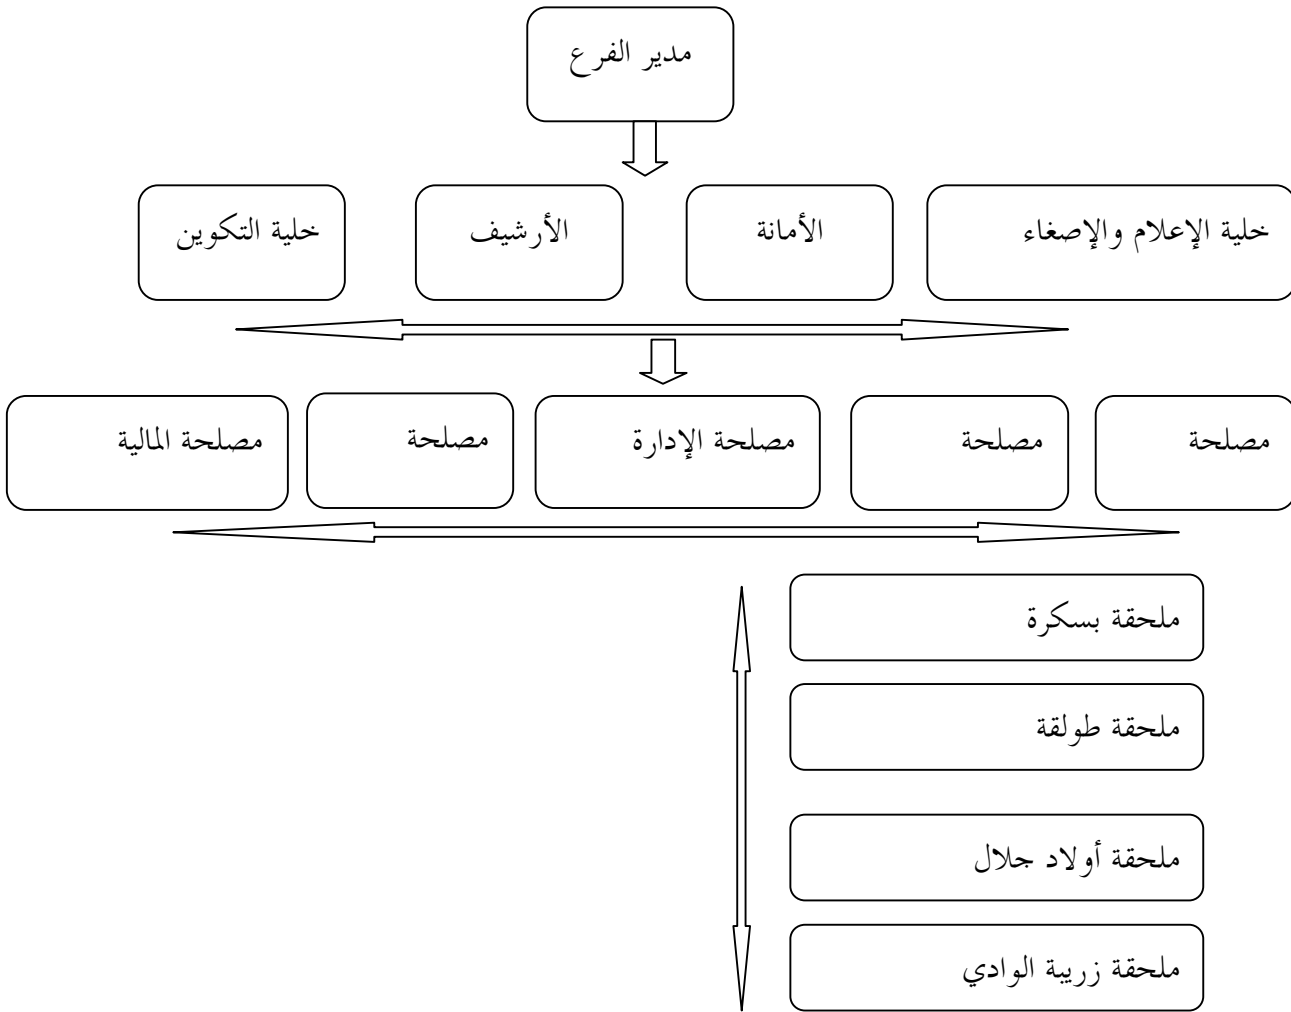 مدير الفرع
خلية الإعلام والإصغاء
الأمانة
الأرشيف
خلية التكوين
مصلحة
مصلحة
مصلحة الإدارة
مصلحة
مصلحة المالية
ملحقة بسكرة
ملحقة طولقة
ملحقة أولاد جلال
ملحقة زريبة الوادي